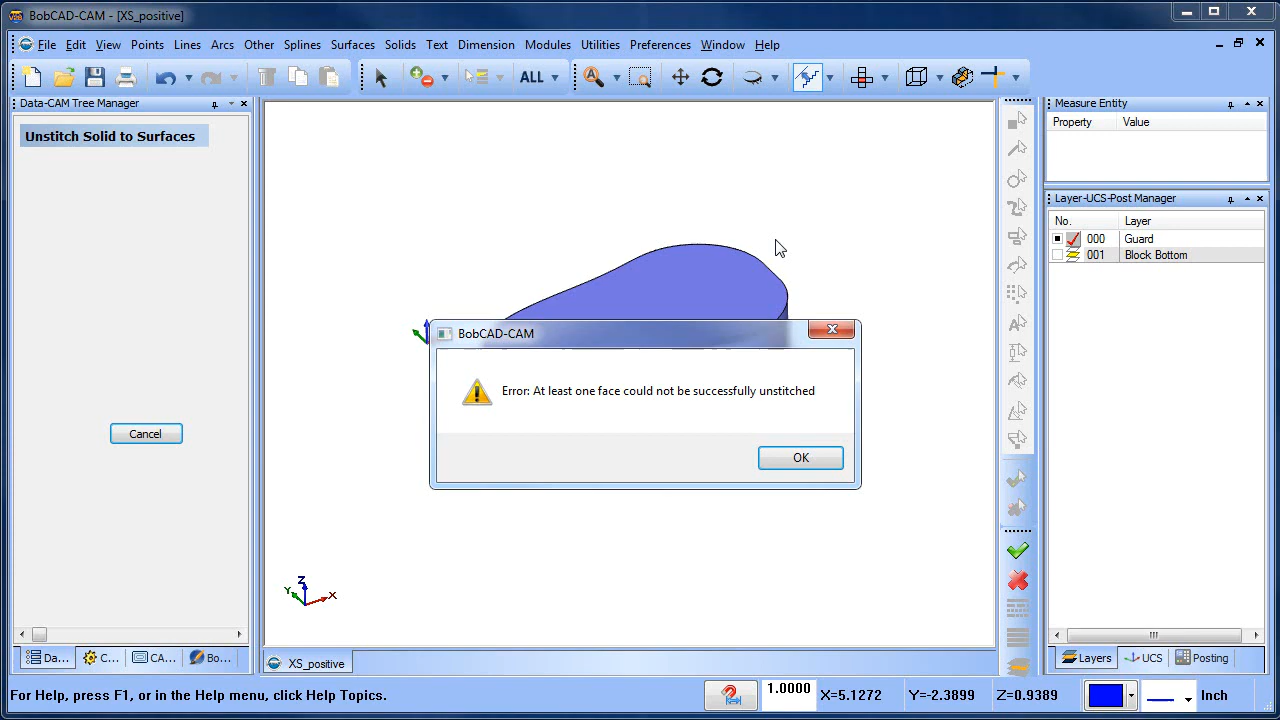 BobCAD-CAM - [XS_positive]
File Edit View Points Lines Arcs Other Splines Surfaces Solids Text Dimension Modules Utilities Preferences Window Help
ALL
Data-CAM Tree Manager
Unstitch Solid to Surfaces
Cancel
Da... C... CA... Bo...
BobCAD-CAM
Error: At least one face could not be successfully unstitched
OK
Z
Y
X
XS_positive
Measure Entity
Property Value
Layer-UCS-Post Manager
No. Layer
000 Guard
001 Block Bottom
Layers UCS Posting
For Help, press F1, or in the Help menu, click Help Topics.
1.0000 X=5.1272 Y=-2.3899 Z=0.9389 Inch